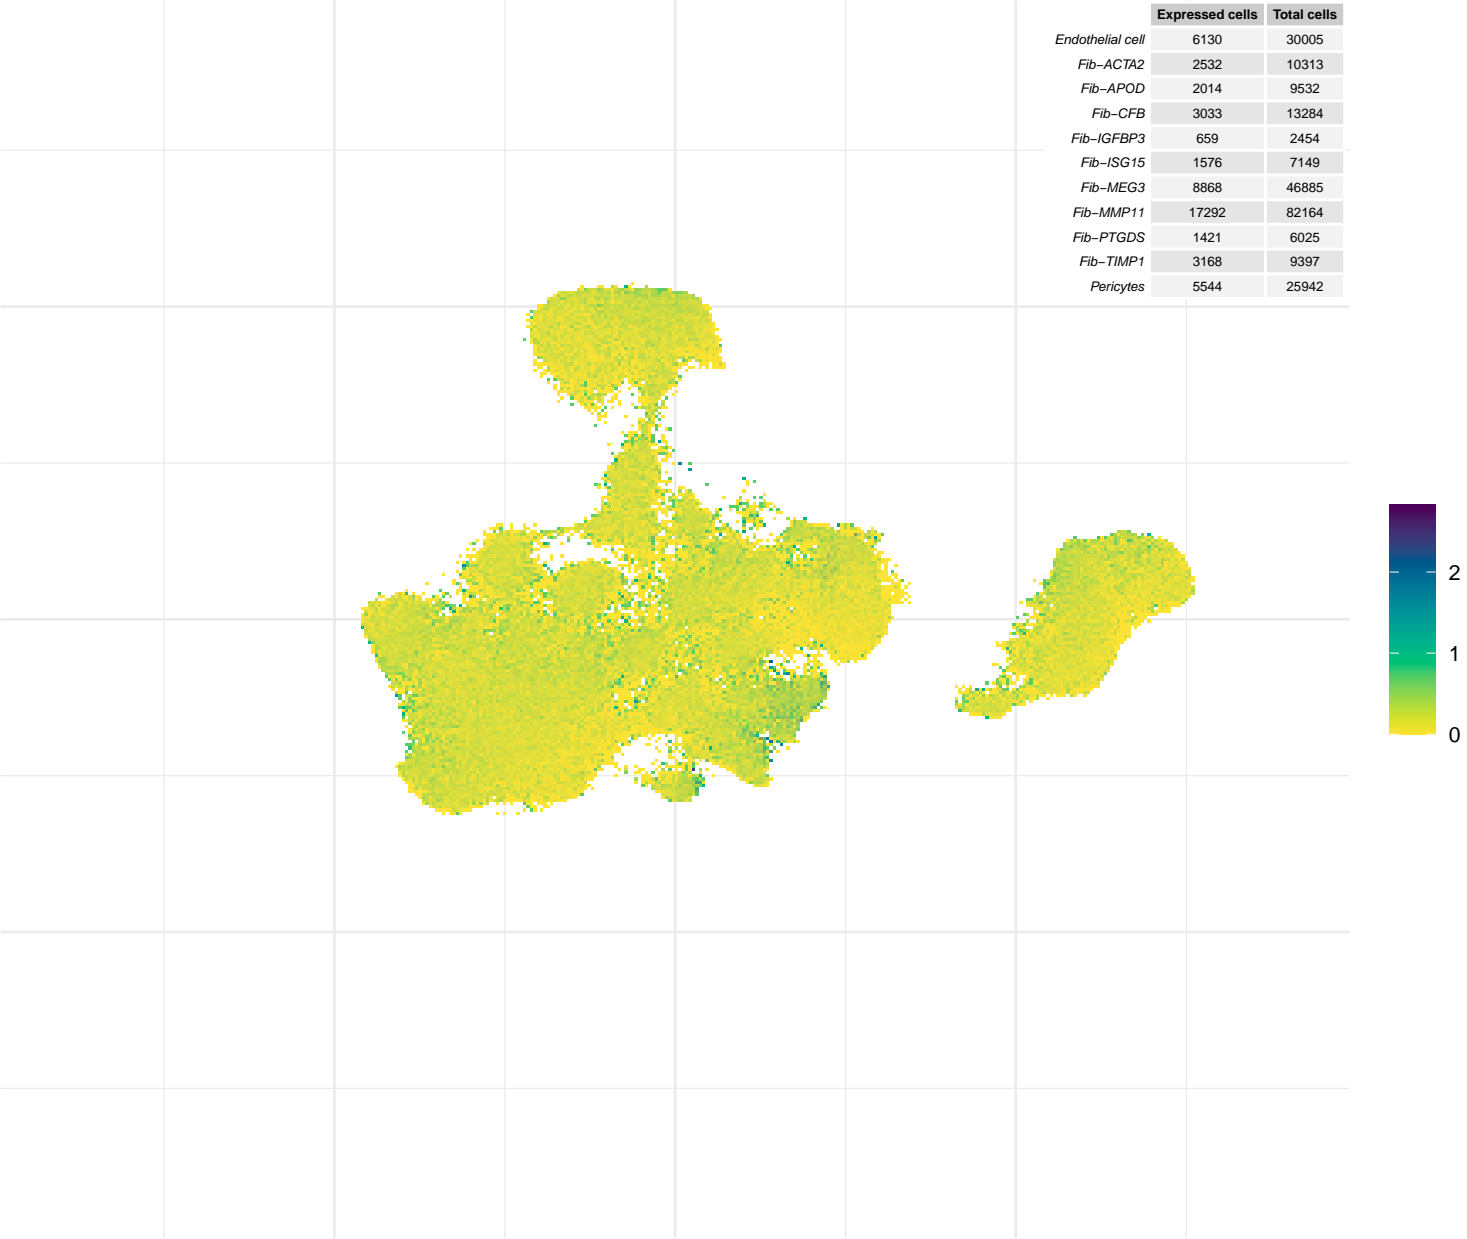 Expressed cells Total cells
Endothelial cell 6130 30005
Fib−ACTA2 2532 10313
Fib−APOD 2014 9532
Fib−CFB 3033 13284
Fib−IGFBP3 659 2454
Fib−ISG15 1576 7149
Fib−MEG3 8868 46885
Fib−MMP11 17292 82164
Fib−PTGDS 1421 6025
Fib−TIMP1 3168 9397
Pericytes 5544 25942
2
1
0